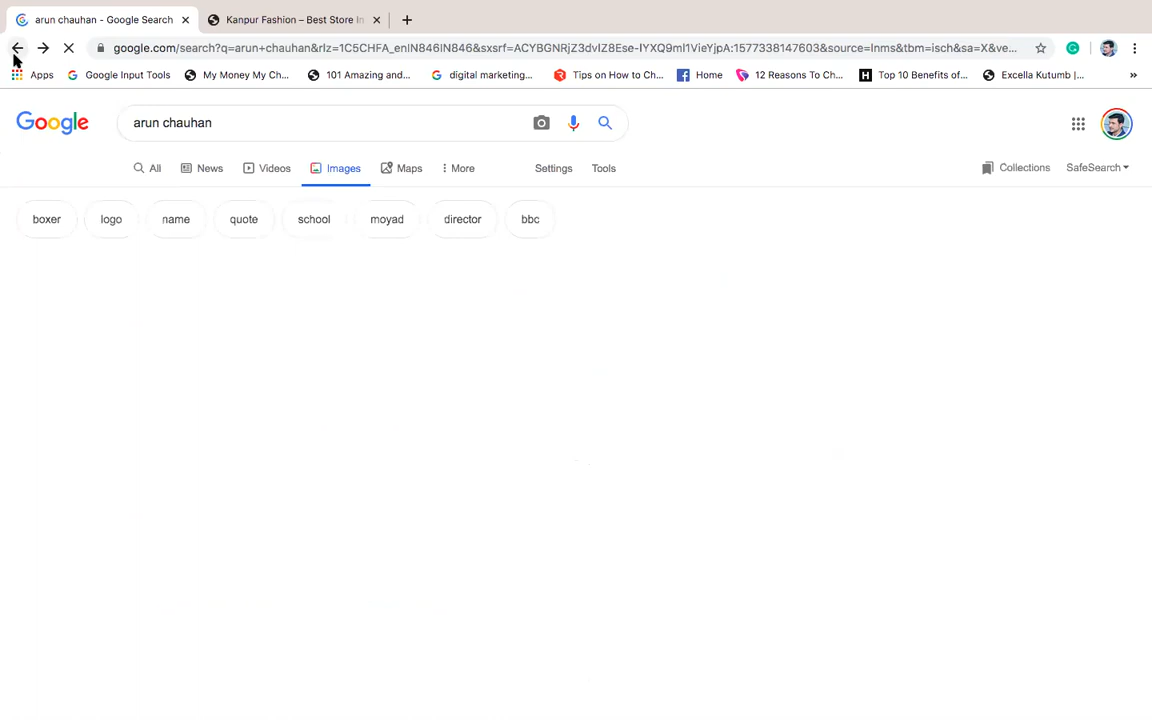 arun chauhan - Google Search
Kanpur Fashion – Best Store In
google.com/search?q=arun+chauhan&rlz=1C5CHFA_enIN846IN846&sxsrf=ACYBGNRjZ3dvIZ8Ese-IYXQ9ml1VieYjpA:1577338147603&source=lnms&tbm=isch&sa=X&ve...
Apps
Google Input Tools
My Money My Ch...
101 Amazing and...
digital marketing...
Tips on How to Ch...
Home
12 Reasons To Ch...
Top 10 Benefits of...
Excella Kutumb |...
»
Google
arun chauhan
All
News
Videos
Images
Maps
More
Settings
Tools
Collections
SafeSearch
boxer
logo
name
quote
school
moyad
director
bbc